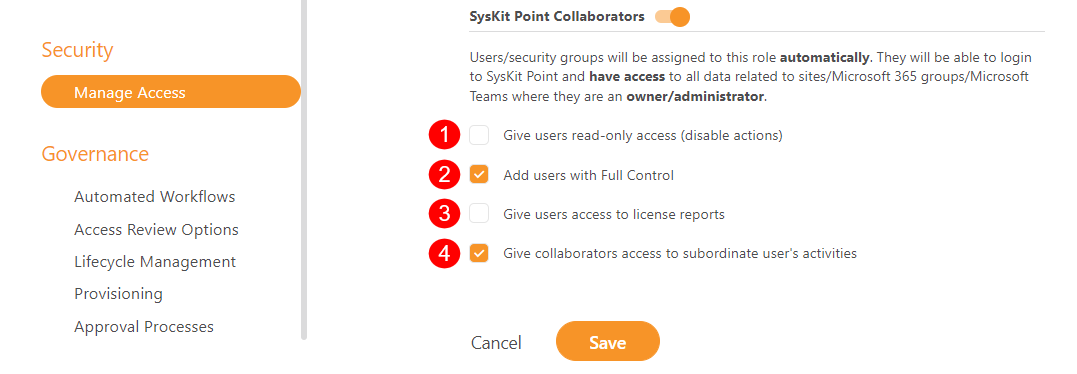 Security
Manage Access
Governance
Automated Workflows
Access Review Options
Lifecycle Management
Provisioning
Approval Processes
SysKit Point Collaborators
Users/security groups will be assigned to this role automatically. They will be able to login
to SysKit Point and have access to all data related to sites/Microsoft 365 groups/Microsoft
Teams where they are an owner/administrator.
1 Give users read-only access (disable actions)
2 Add users with Full Control
3 Give users access to license reports
4 Give collaborators access to subordinate user's activities
Cancel Save